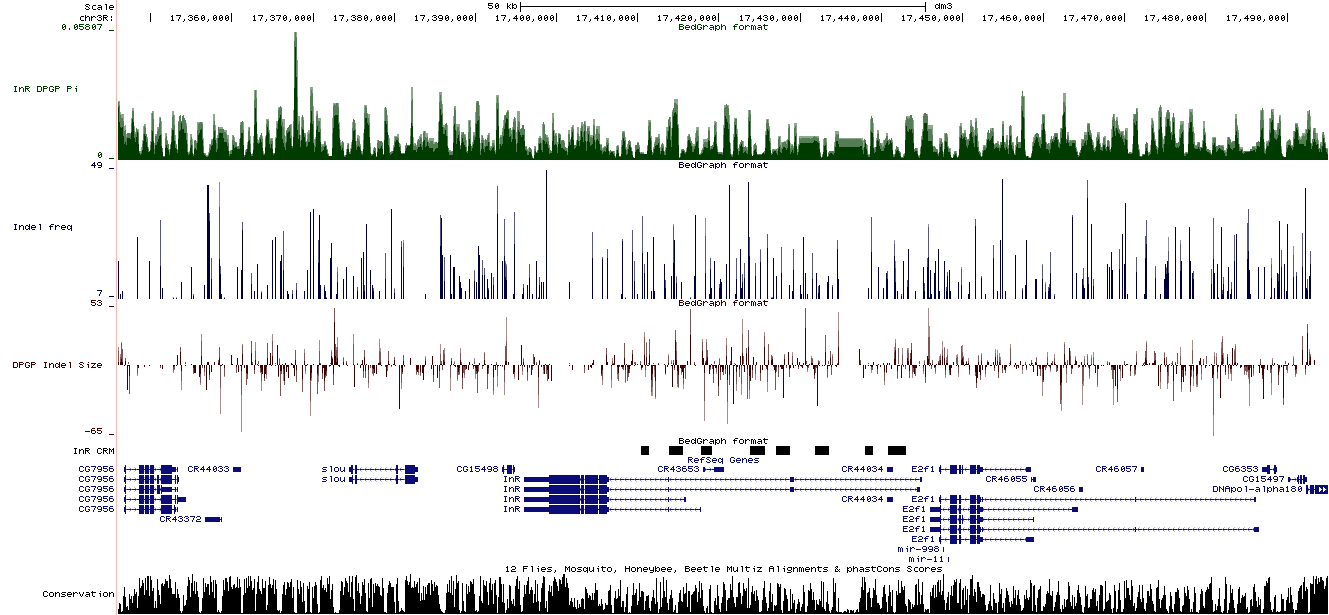 Scale 50 kb dm3
chr3R: 17,360,000 17,370,000 17,380,000 17,390,000 17,400,000 17,410,000 17,420,000 17,430,000 17,440,000 17,450,000 17,460,000 17,470,000 17,480,000 17,490,000
0.05807 _ BedGraph format
InR DPGP Pi
0 _
49 _ BedGraph format
Indel freq
7 _
53 _ BedGraph format
DPGP Indel Size
-65 _
BedGraph format
InR CRM
RefSeq Genes
CG7956 CR44033 slou CG15498 CR43653 CR44034 E2f1 CR46057 CG6353
CG7956 slou InR CR46055 CG15497
CG7956 InR CR46056 DNApol-alpha180
CG7956 InR CR44034 E2f1
CG7956 InR E2f1
CR43372 E2f1
E2f1
E2f1
mir-998
mir-11
12 Flies, Mosquito, Honeybee, Beetle Multiz Alignments & phastCons Scores
Conservation